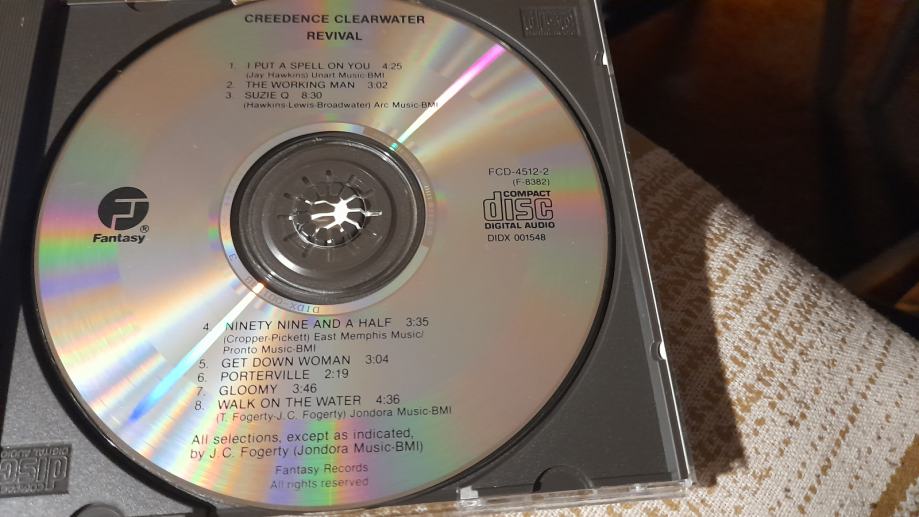 CREEDENCE CLEARWATER
REVIVAL
1. I PUT A SPELL ON YOU 4:25
(Jay Hawkins) Unart Music-BMI
2. THE WORKING MAN 3:02
3. SUZIE Q 8:30
(Hawkins-Lewis-Broadwater) Arc Music-BMI
FCD-4512-2
(F-8382)
COMPACT
disc
DIGITAL AUDIO
DIDX 001548
Fantasy®
4. NINETY NINE AND A HALF 3:35
(Cropper-Pickett) East Memphis Music/
Pronto Music-BMI
5. GET DOWN WOMAN 3:04
6. PORTERVILLE 2:19
7. GLOOMY 3:46
8. WALK ON THE WATER 4:36
(T. Fogerty-J.C. Fogerty) Jondora Music-BMI
All selections, except as indicated,
by J.C. Fogerty (Jondora Music-BMI)
Fantasy Records
All rights reserved
disc